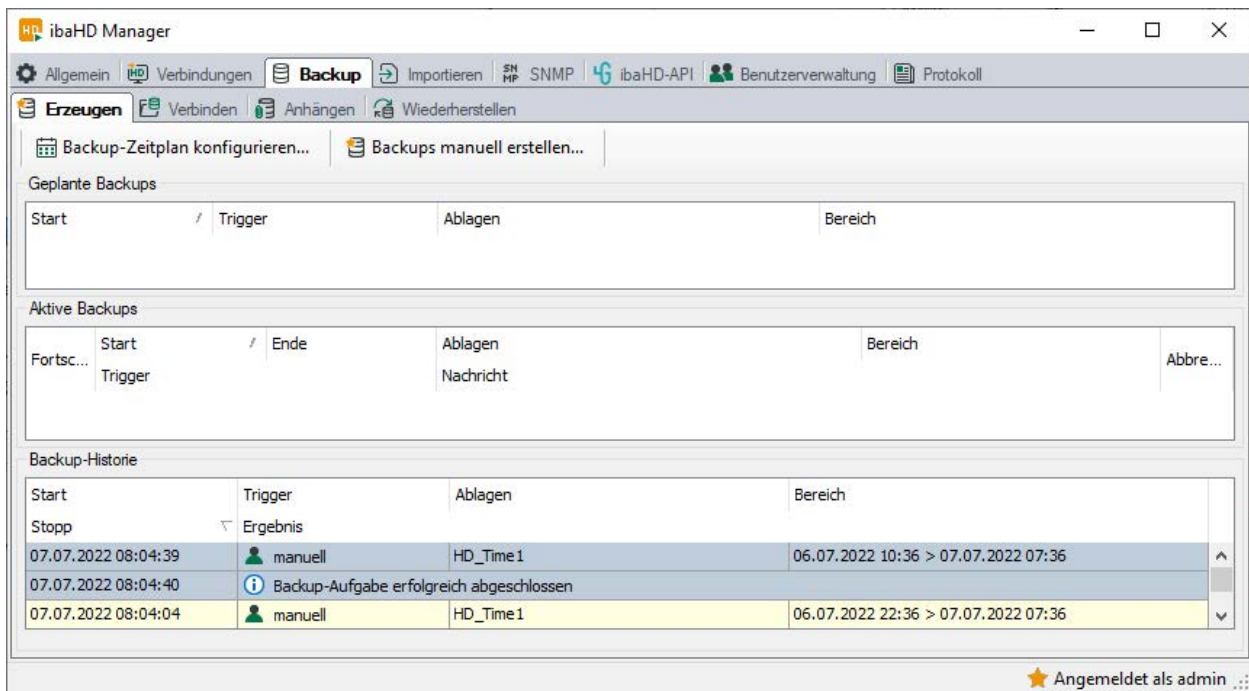 HD ibaHD Manager
Allgemein HD Verbindungen Backup Importieren SNMP SNMP ibaHD-API Benutzerverwaltung Protokoll
Erzeugen Verbinden Anhängen Wiederherstellen
Backup-Zeitplan konfigurieren... Backups manuell erstellen...
Geplante Backups
Start Trigger Ablagen Bereich
Aktive Backups
Fortsc... Start Ende Ablagen Bereich Abbre...
Trigger Nachricht
Backup-Historie
Start Trigger Ablagen Bereich
Stopp Ergebnis
07.07.2022 08:04:39 manuell HD_Time1 06.07.2022 10:36 > 07.07.2022 07:36
07.07.2022 08:04:40 Backup-Aufgabe erfolgreich abgeschlossen
07.07.2022 08:04:04 manuell HD_Time1 06.07.2022 22:36 > 07.07.2022 07:36
Angemeldet als admin